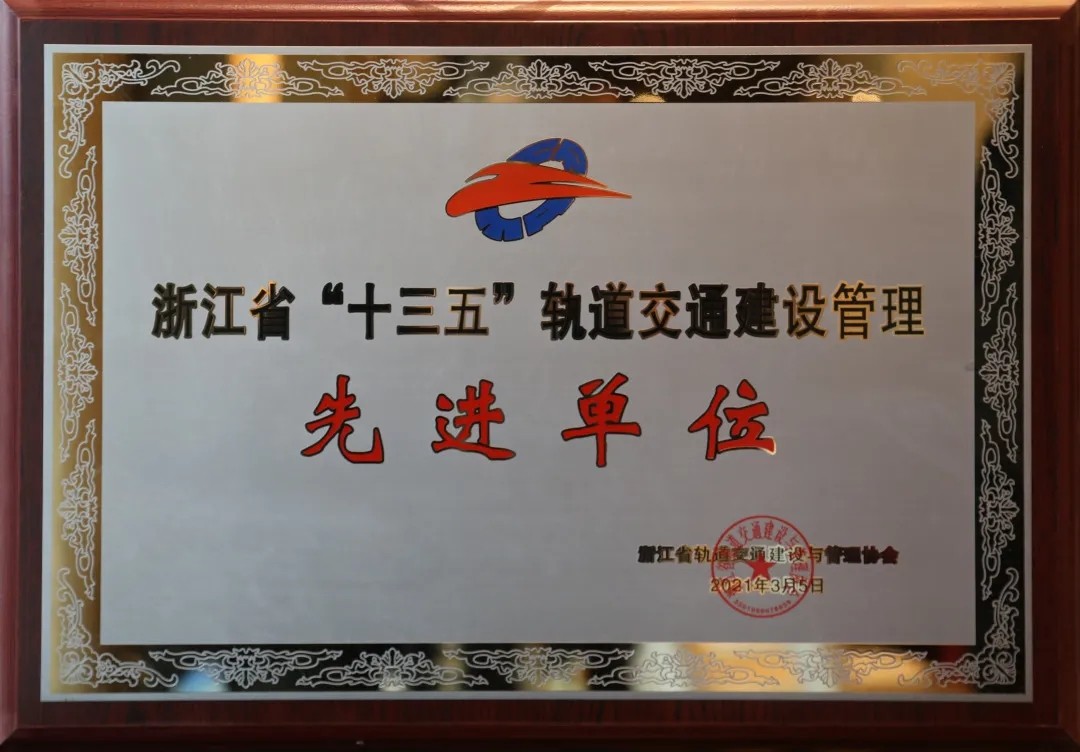 浙江省“十三五”轨道交通建设管理
先进单位
浙江省轨道交通建设与管理协会
2021年3月5日